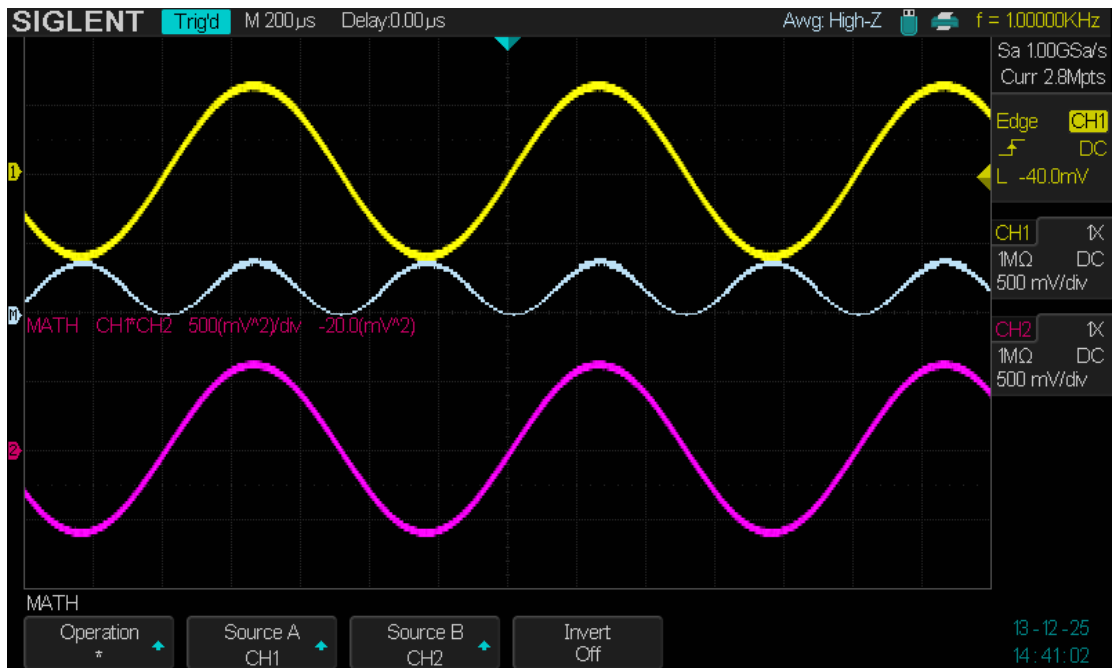 SIGLENT Trig'd M 200µs Delay:0.00µs Awg: High-Z f = 1.00000KHz
Sa 1.00GSa/s
Curr 2.8Mpts
Edge CH1
DC
L -40.0mV
1
CH1 1X
1MΩ DC
500 mV/div
M
MATH CH1*CH2 500(mV^2)/div -20.0(mV^2)
CH2 1X
1MΩ DC
500 mV/div
2
MATH
Operation
*
Source A
CH1
Source B
CH2
Invert
Off
13-12-25
14:41:02